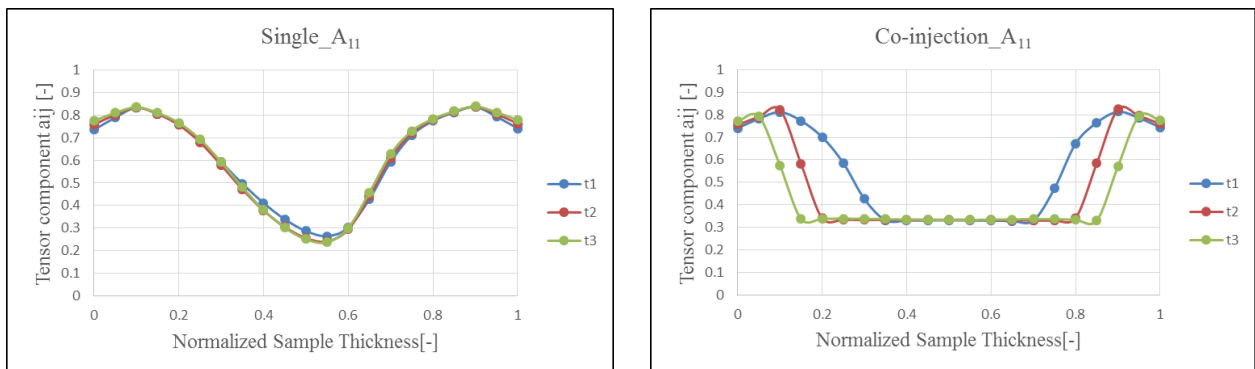 Single_A₁₁
Tensor component aij [-]
1
0.9
0.8
0.7
0.6
0.5
0.4
0.3
0.2
0.1
0
0 0.2 0.4 0.6 0.8 1
Normalized Sample Thickness[-]
t1
t2
t3
Co-injection_A₁₁
Tensor component aij [-]
1
0.9
0.8
0.7
0.6
0.5
0.4
0.3
0.2
0.1
0
0 0.2 0.4 0.6 0.8 1
Normalized Sample Thickness[-]
t1
t2
t3